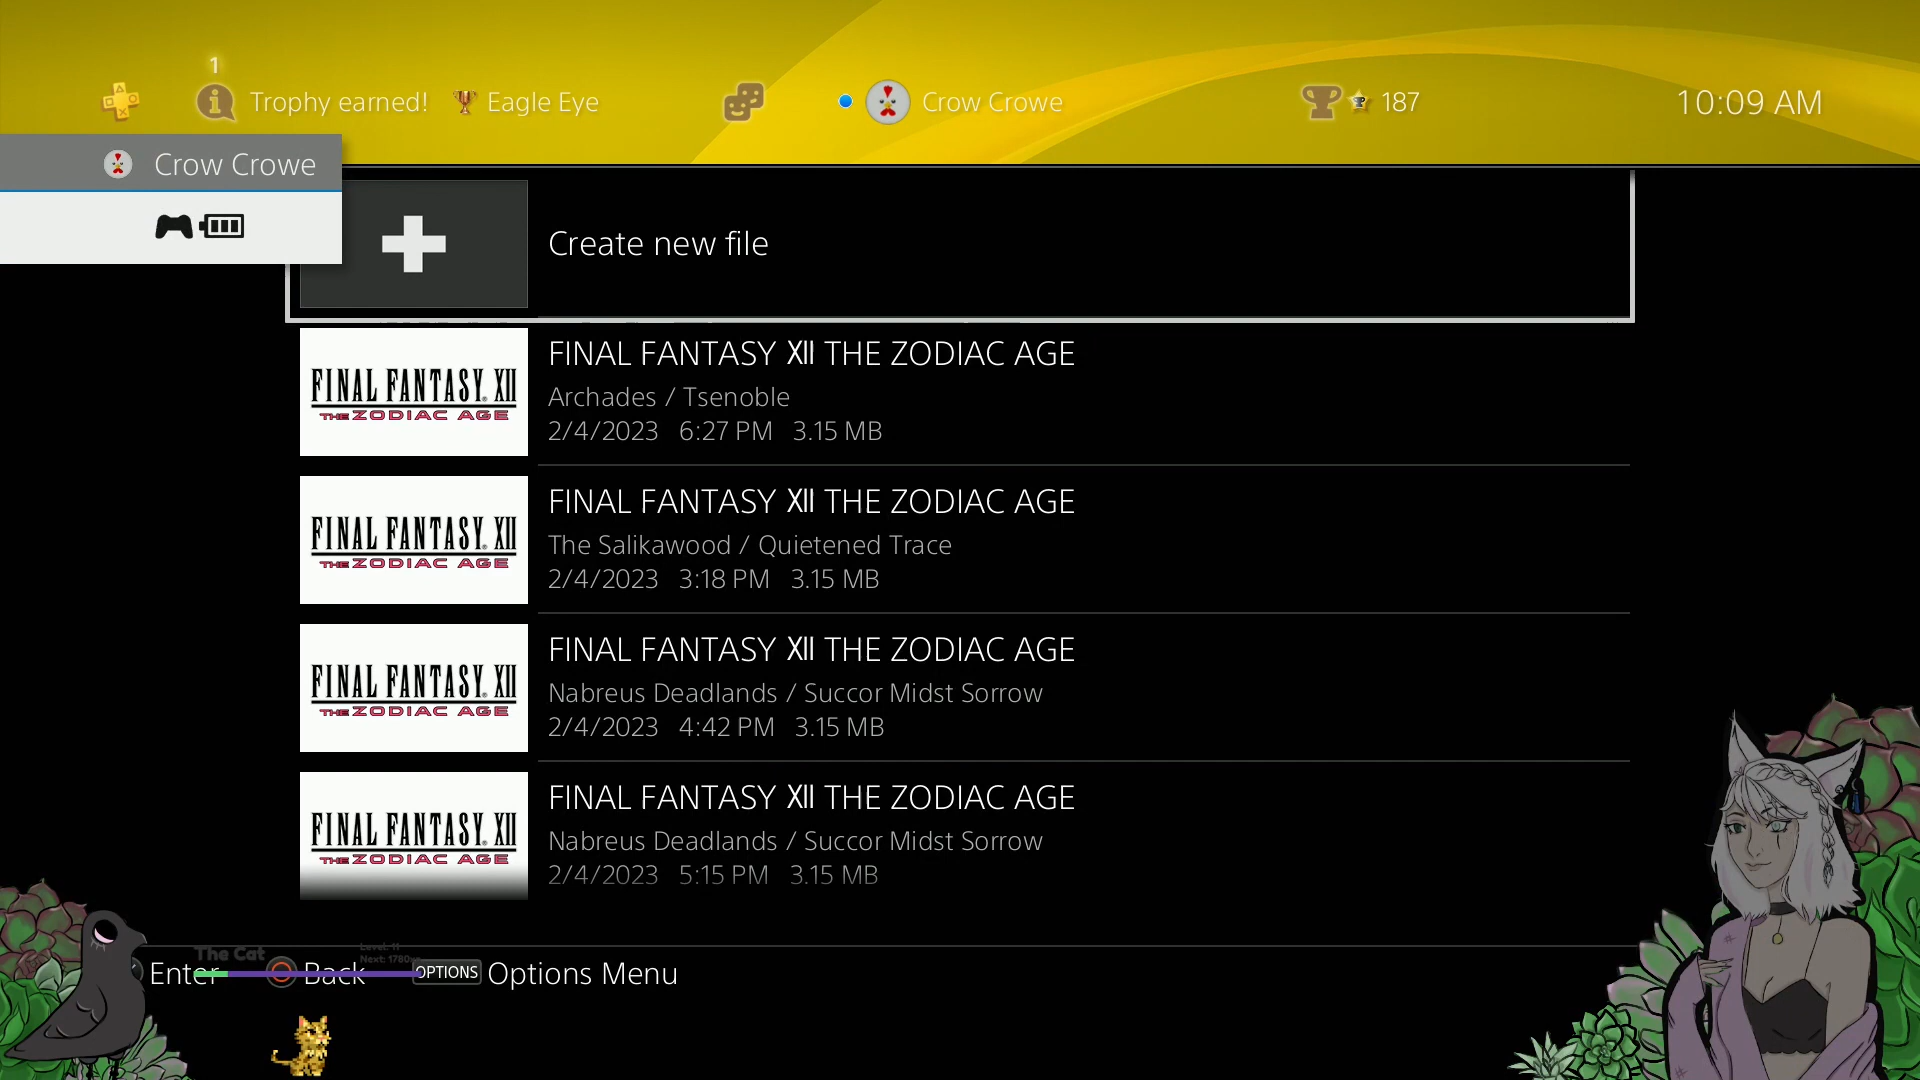 1
Trophy earned! Eagle Eye
Crow Crowe
187
10:09 AM
Crow Crowe
Create new file
FINAL FANTASY XII
THE ZODIAC AGE
FINAL FANTASY XII THE ZODIAC AGE
Archades / Tsenoble
2/4/2023 6:27 PM 3.15 MB
FINAL FANTASY XII
THE ZODIAC AGE
FINAL FANTASY XII THE ZODIAC AGE
The Salikawood / Quietened Trace
2/4/2023 3:18 PM 3.15 MB
FINAL FANTASY XII
THE ZODIAC AGE
FINAL FANTASY XII THE ZODIAC AGE
Nabreus Deadlands / Succor Midst Sorrow
2/4/2023 4:42 PM 3.15 MB
FINAL FANTASY XII
THE ZODIAC AGE
FINAL FANTASY XII THE ZODIAC AGE
Nabreus Deadlands / Succor Midst Sorrow
2/4/2023 5:15 PM 3.15 MB
The Cat
Level: 11
Enter Back OPTIONS Options Menu